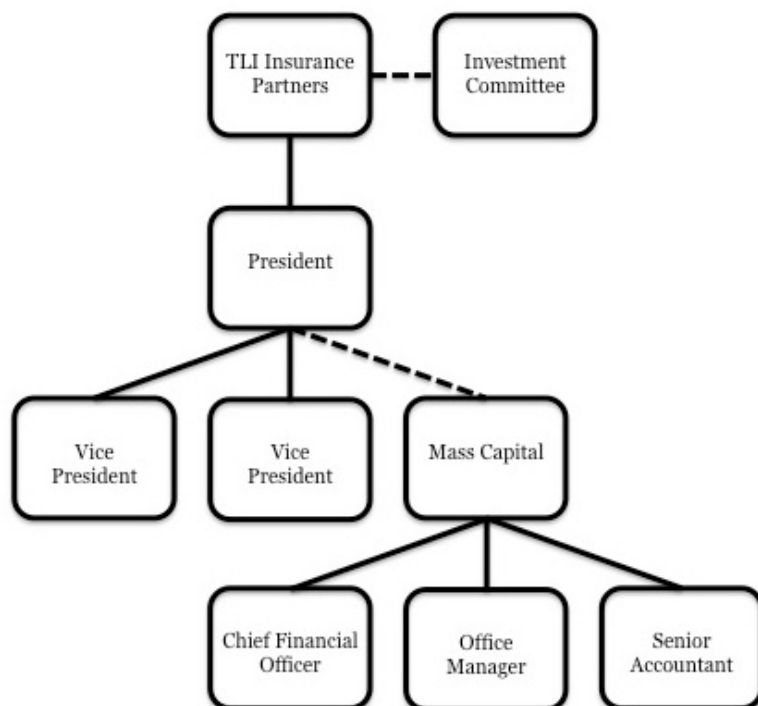 TLI Insurance
Partners
Investment
Committee
President
Vice
President
Vice
President
Mass Capital
Chief Financial
Officer
Office
Manager
Senior
Accountant